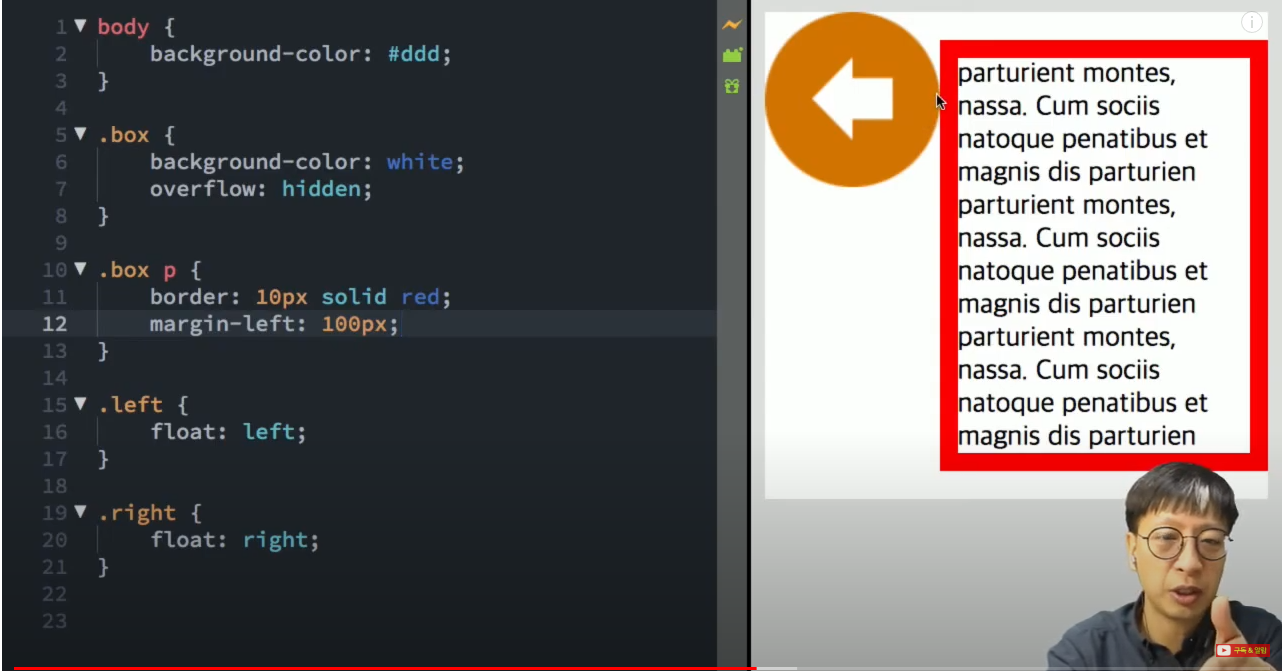 1 body {
2 background-color: #ddd;
3 }
4
5 .box {
6 background-color: white;
7 overflow: hidden;
8 }
9
10 .box p {
11 border: 10px solid red;
12 margin-left: 100px;
13 }
14
15 .left {
16 float: left;
17 }
18
19 .right {
20 float: right;
21 }
22
23
parturient montes,
nassa. Cum sociis
natoque penatibus et
magnis dis parturien
parturient montes,
nassa. Cum sociis
natoque penatibus et
magnis dis parturien
parturient montes,
nassa. Cum sociis
natoque penatibus et
magnis dis parturien
구독 & 알림